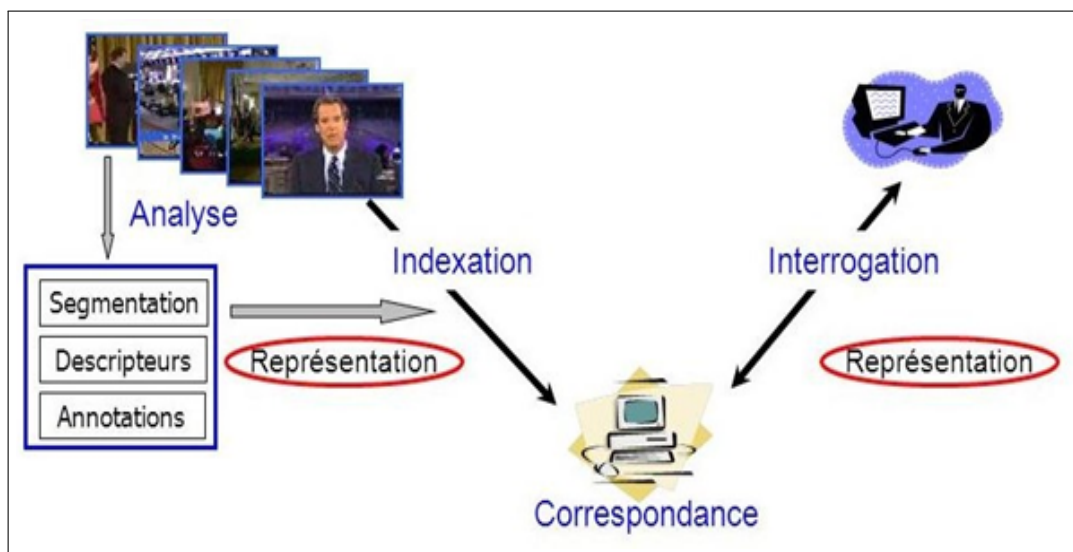 Analyse
Indexation
Interrogation
Segmentation
Descripteurs
Annotations
Représentation
Représentation
Correspondance